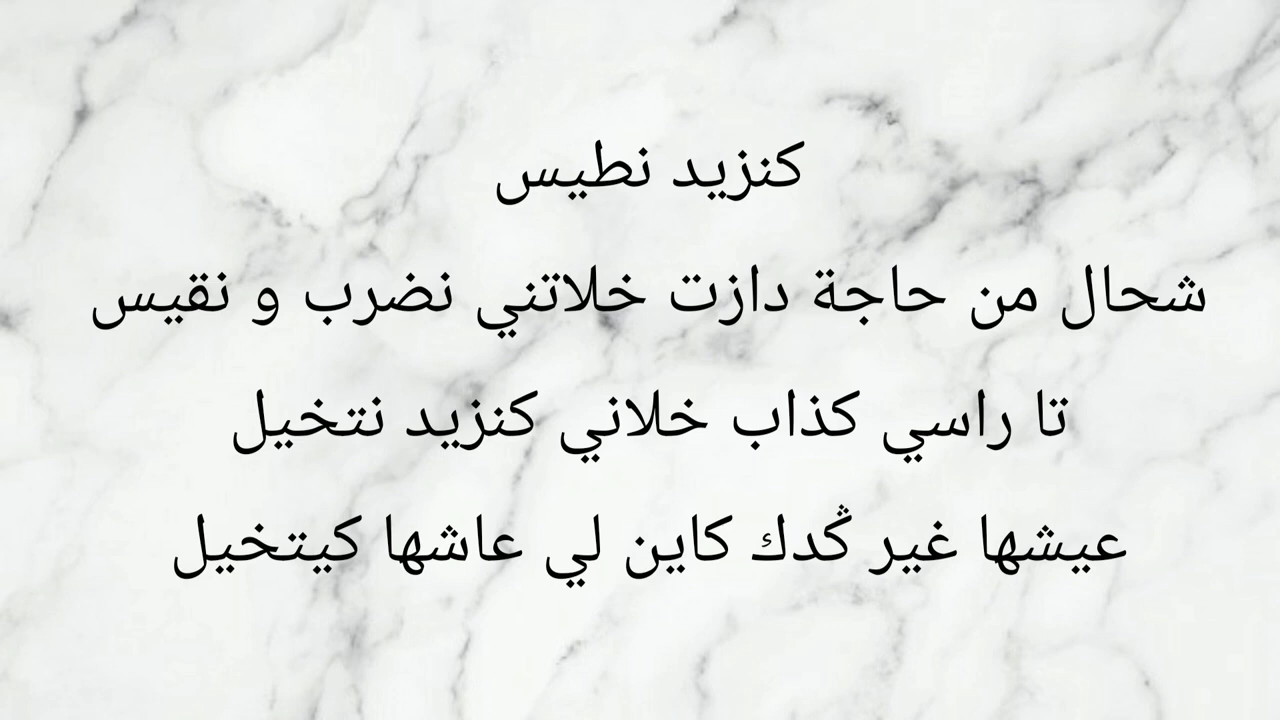 كنزيد نطيس
شحال من حاجة دازت خلاتني نضرب و نقيس
تا راسي كذاب خلاني كنزيد نتخيل
عيشها غير ڭدك كاين لي عاشها كيتخيل